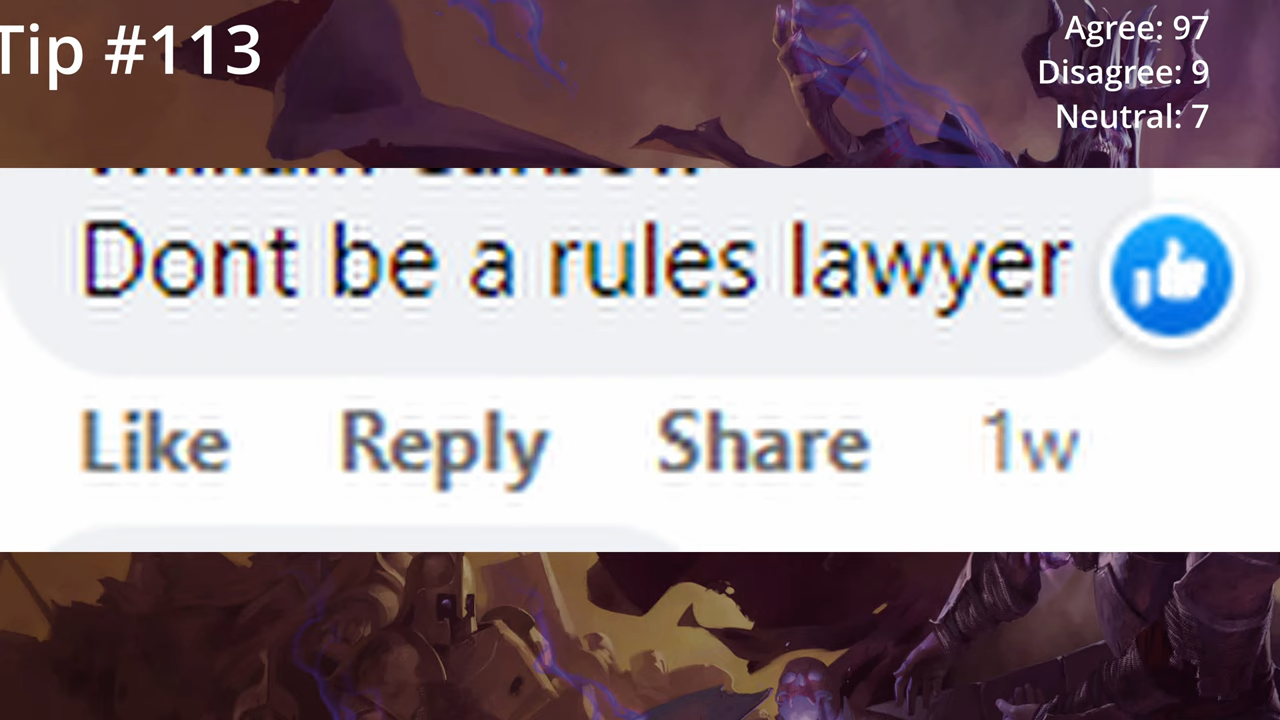 Tip #113
Agree: 97
Disagree: 9
Neutral: 7
Dont be a rules lawyer
Like Reply Share 1w